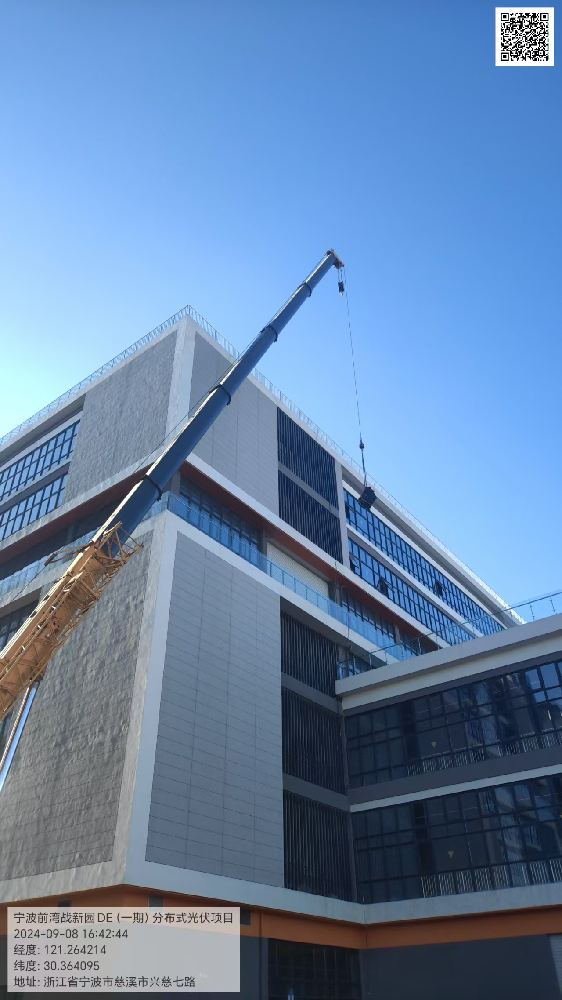 宁波前湾战新园DE（一期）分布式光伏项目
2024-09-08 16:42:44
经度: 121.264214
纬度: 30.364095
地址: 浙江省宁波市慈溪市兴慈七路